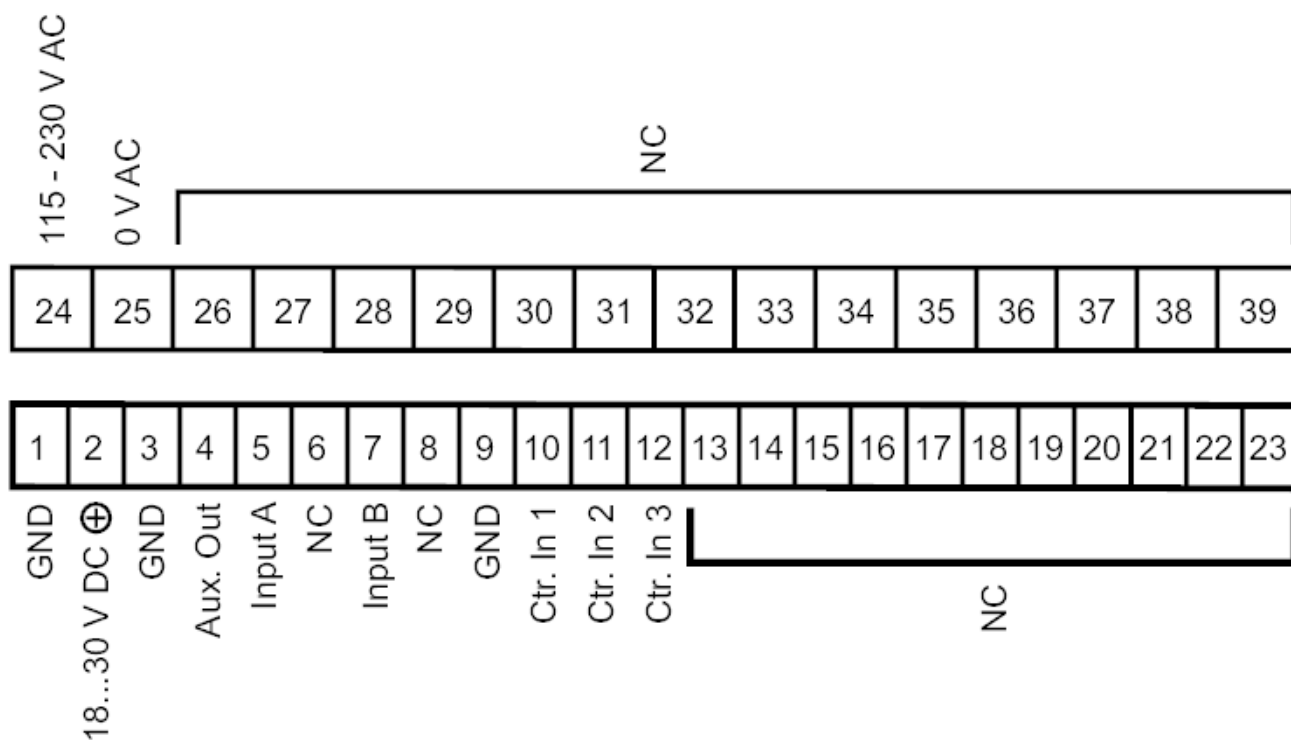 115 - 230 V AC
0 V AC
NC
24 25 26 27 28 29 30 31 32 33 34 35 36 37 38 39
1 2 3 4 5 6 7 8 9 10 11 12 13 14 15 16 17 18 19 20 21 22 23
GND
18...30 V DC ⊕
GND
Aux. Out
Input A
NC
Input B
NC
GND
Ctr. In 1
Ctr. In 2
Ctr. In 3
NC